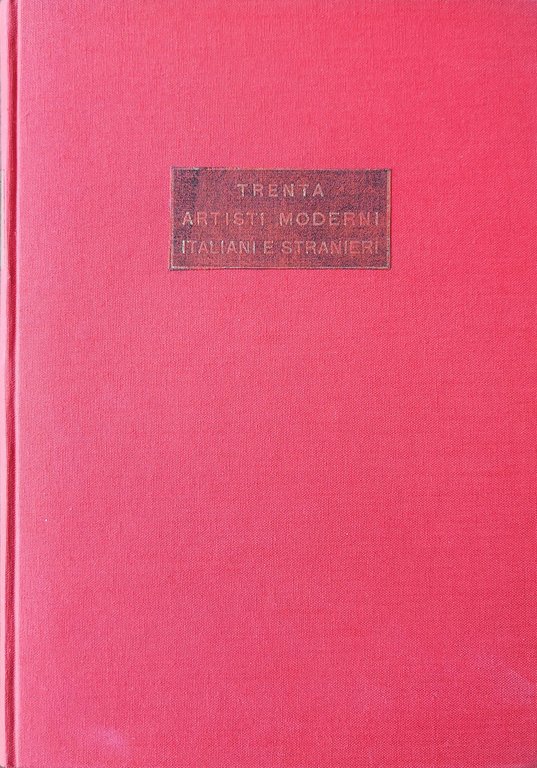 TRENTA
ARTISTI MODERNI
ITALIANI E STRANIERI